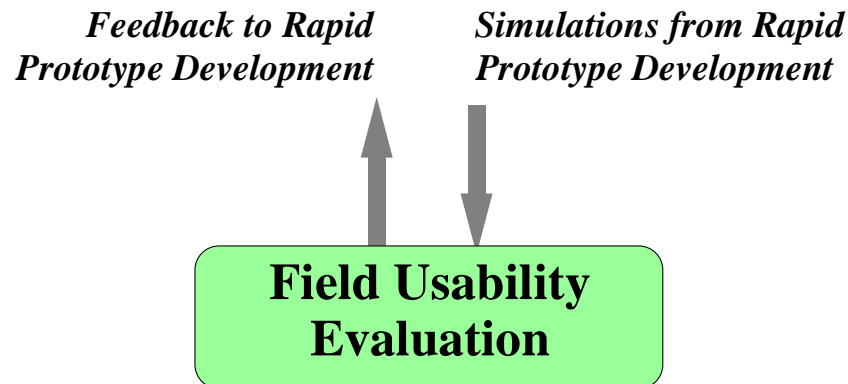 Feedback to Rapid
Prototype Development
Simulations from Rapid
Prototype Development
Field Usability
Evaluation